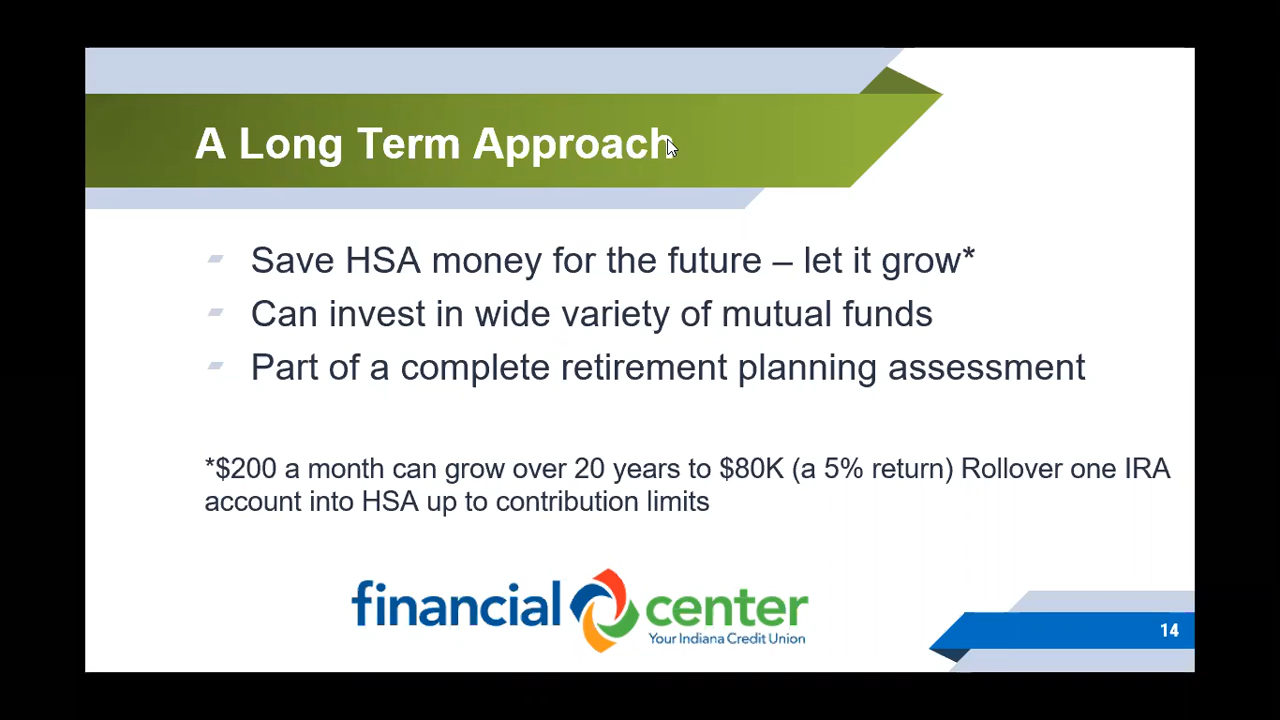 A Long Term Approach
Save HSA money for the future – let it grow*
Can invest in wide variety of mutual funds
Part of a complete retirement planning assessment
*$200 a month can grow over 20 years to $80K (a 5% return) Rollover one IRA
account into HSA up to contribution limits
financial center
Your Indiana Credit Union
14